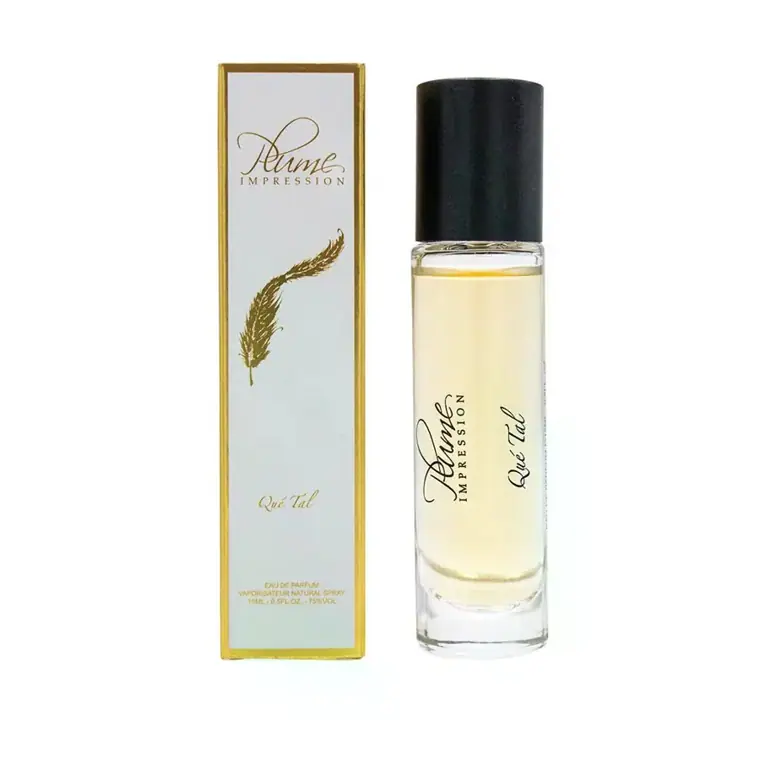 Plume
IMPRESSION
Qué Tal
EAU DE PARFUM
VAPORISATEUR NATURAL SPRAY
Plume
IMPRESSION
Qué Tal